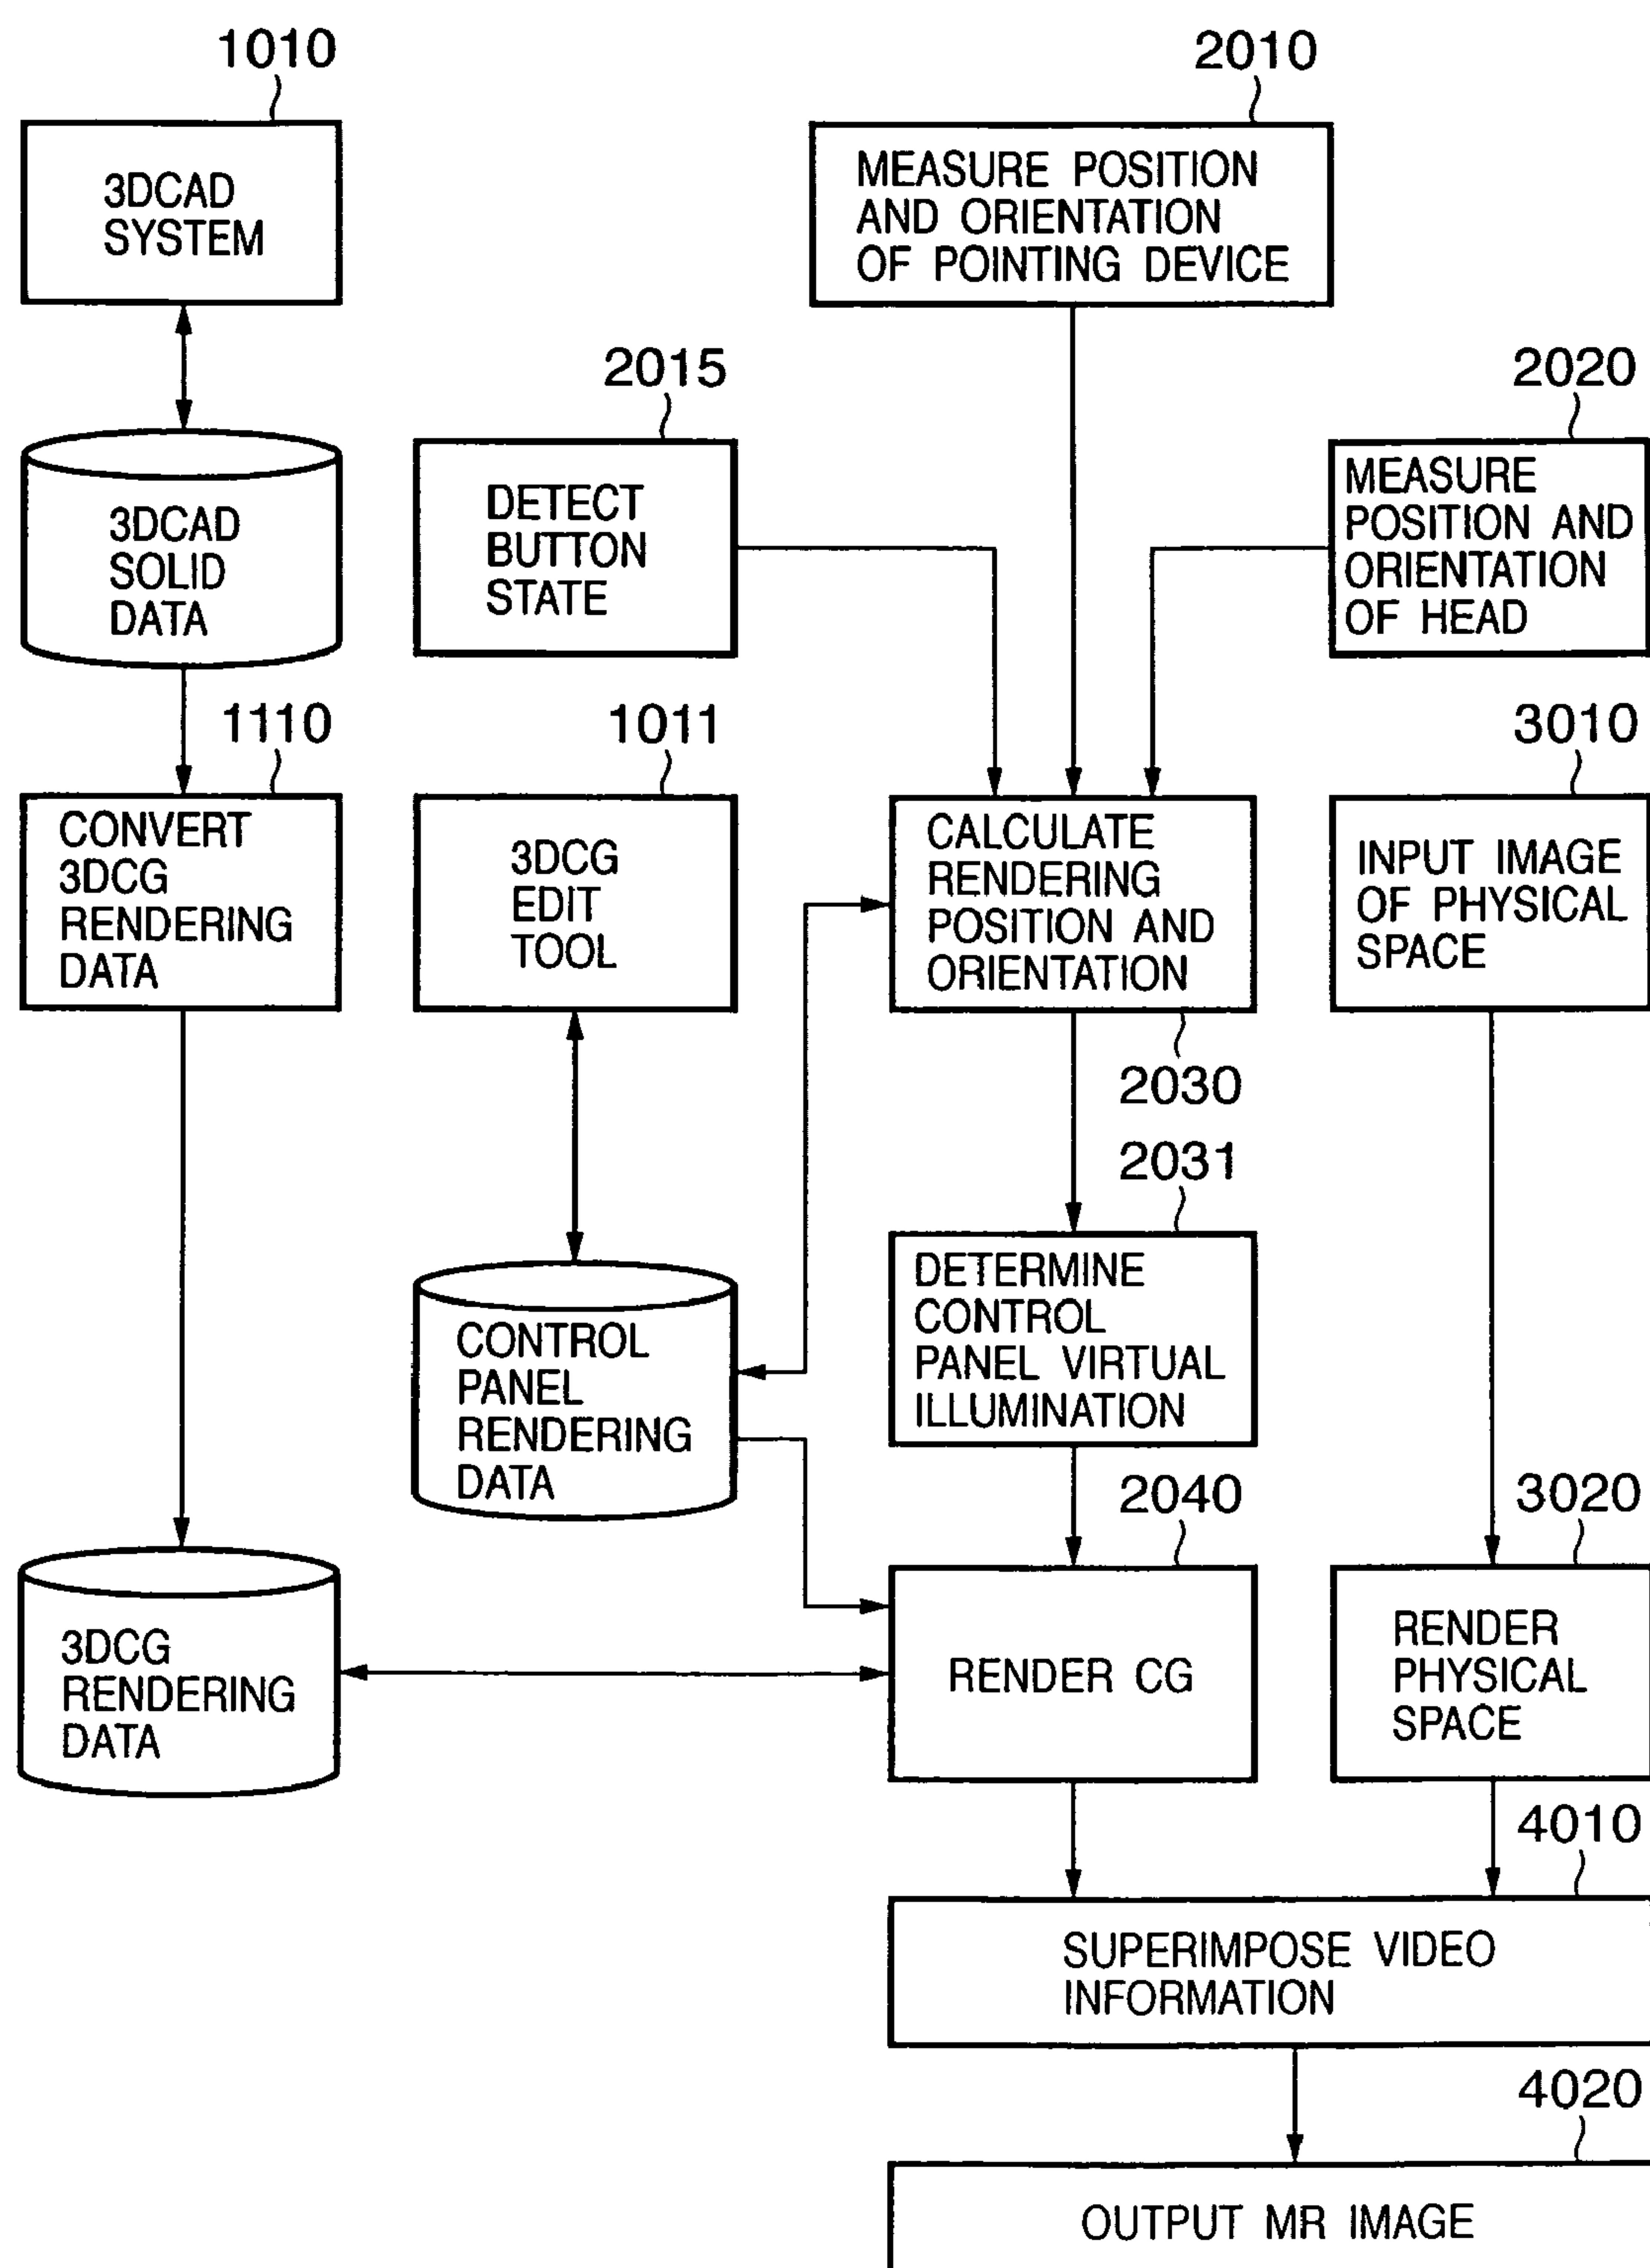 1010
3DCAD
SYSTEM
2010
MEASURE POSITION
AND ORIENTATION
OF POINTING DEVICE
2015
DETECT
BUTTON
STATE
2020
MEASURE
POSITION AND
ORIENTATION
OF HEAD
3DCAD
SOLID
DATA
1110
CONVERT
3DCG
RENDERING
DATA
1011
3DCG
EDIT
TOOL
CALCULATE
RENDERING
POSITION AND
ORIENTATION
2030
3010
INPUT IMAGE
OF PHYSICAL
SPACE
2031
DETERMINE
CONTROL
PANEL VIRTUAL
ILLUMINATION
CONTROL
PANEL
RENDERING
DATA
3DCG
RENDERING
DATA
2040
RENDER CG
3020
RENDER
PHYSICAL
SPACE
4010
SUPERIMPOSE VIDEO
INFORMATION
4020
OUTPUT MR IMAGE